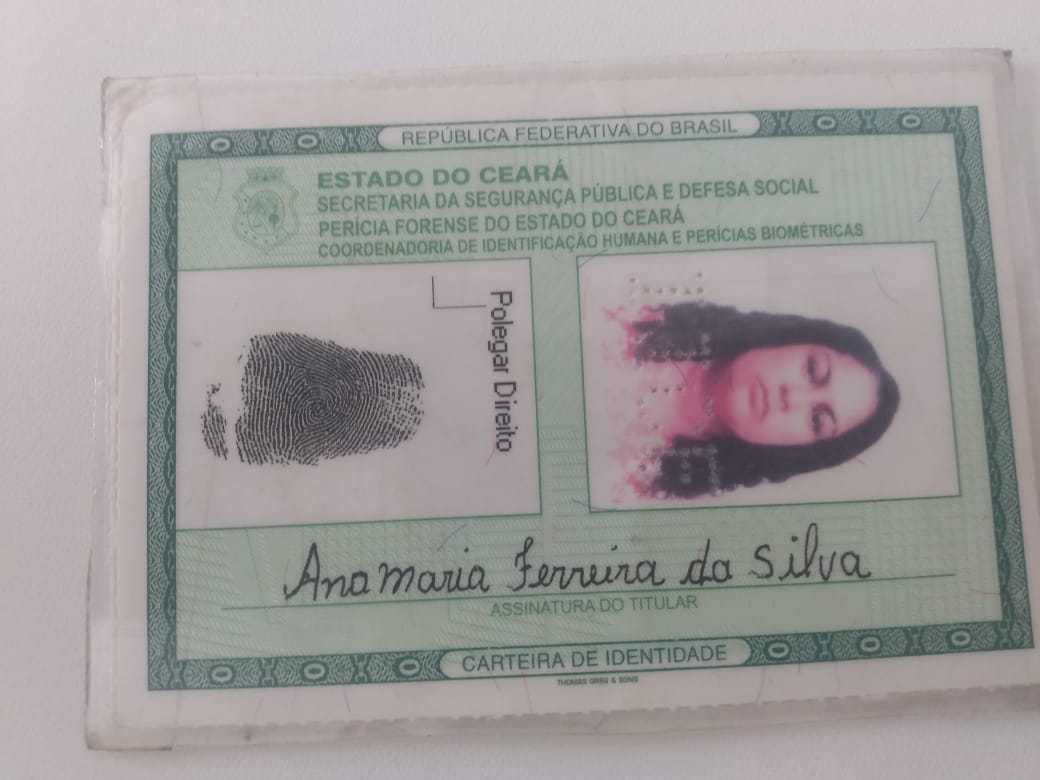 REPÚBLICA FEDERATIVA DO BRASIL
ESTADO DO CEARÁ
SECRETARIA DA SEGURANÇA PÚBLICA E DEFESA SOCIAL
PERÍCIA FORENSE DO ESTADO DO CEARÁ
COORDENADORIA DE IDENTIFICAÇÃO HUMANA E PERÍCIAS BIOMÉTRICAS
Polegar Direito
Ana Maria Ferreira da Silva
ASSINATURA DO TITULAR
CARTEIRA DE IDENTIDADE
THOMAS GREG & SONS